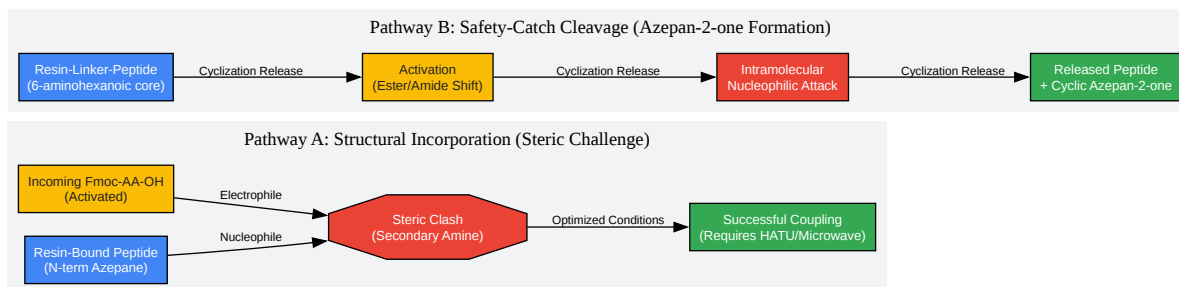 Pathway B: Safety-Catch Cleavage (Azepan-2-one Formation)
Resin-Linker-Peptide
(6-aminohexanoic core)
Cyclization Release
Activation
(Ester/Amide Shift)
Cyclization Release
Intramolecular
Nucleophilic Attack
Cyclization Release
Released Peptide
+ Cyclic Azepan-2-one
Pathway A: Structural Incorporation (Steric Challenge)
Incoming Fmoc-AA-OH
(Activated)
Electrophile
Resin-Bound Peptide
(N-term Azepane)
Nucleophile
Steric Clash
(Secondary Amine)
Optimized Conditions
Successful Coupling
(Requires HATU/Microwave)